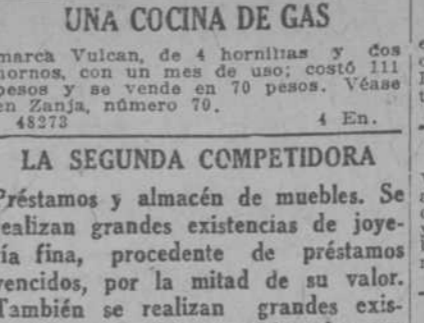 UNA COCINA DE GAS
marca Vulcan, de 4 hornillas y dos
hornos, con un mes de uso; costó 111
pesos y se vende en 70 pesos. Véase
en Zanja, número 70.
48273 4 En.
LA SEGUNDA COMPETIDORA
Préstamos y almacén de muebles. Se
realizan grandes existencias de joye-
ría fina, procedente de préstamos
vencidos, por la mitad de su valor.
También se realizan grandes exis-